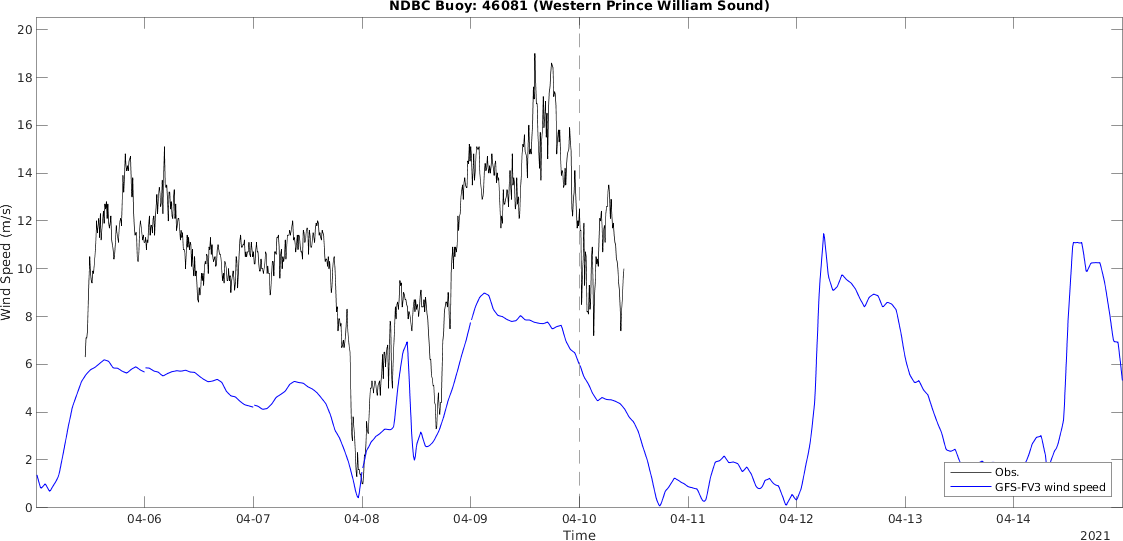 NDBC Buoy: 46081 (Western Prince William Sound)
20
18
16
14
12
10
8
6
4
2
0
Wind Speed (m/s)
04-06 04-07 04-08 04-09 04-10 04-11 04-12 04-13 04-14
Time
2021
Obs.
GFS-FV3 wind speed